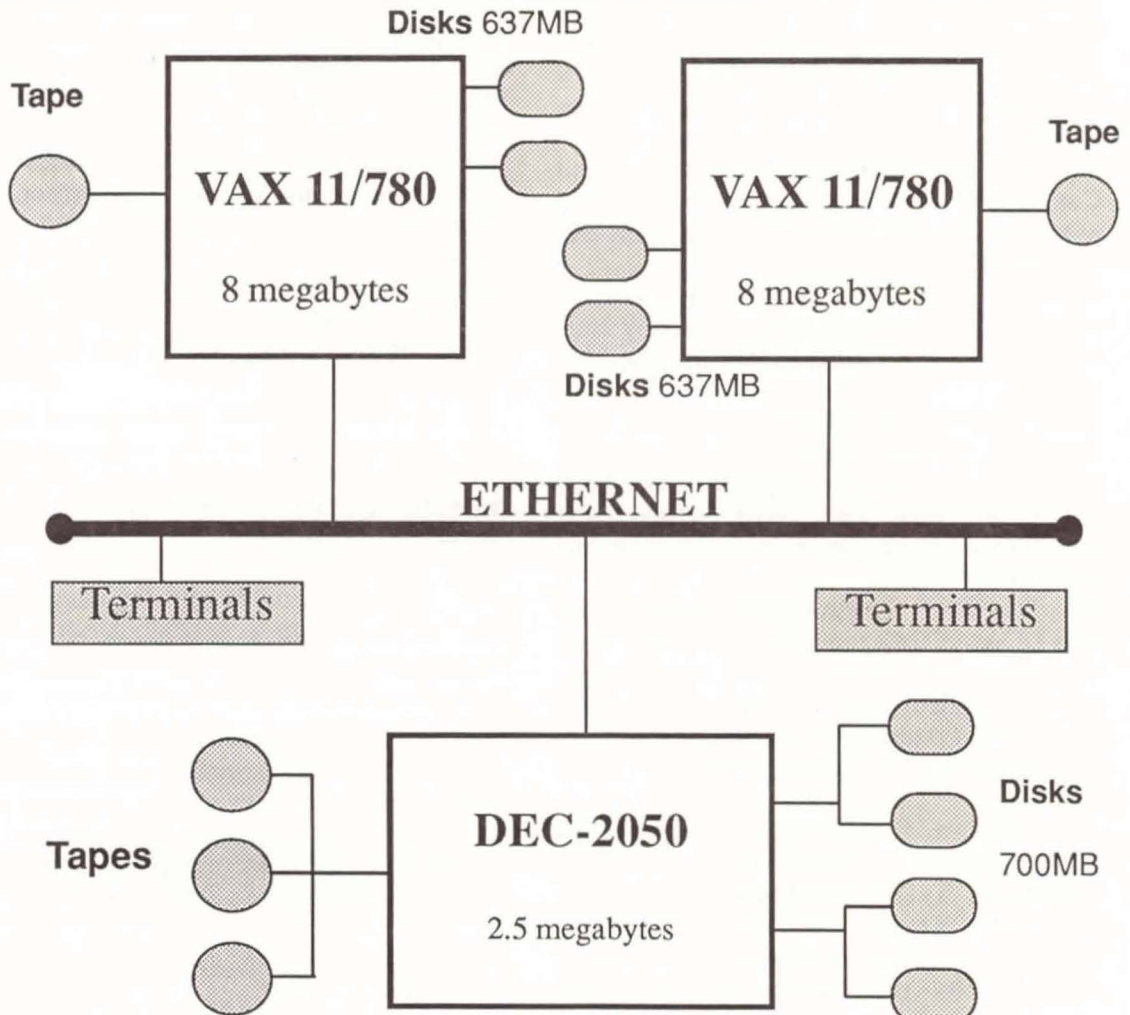 Disks 637MB
Tape
Tape
VAX 11/780
VAX 11/780
8 megabytes
8 megabytes
Disks 637MB
ETHERNET
Terminals
Terminals
Tapes
DEC-2050
2.5 megabytes
Disks
700MB